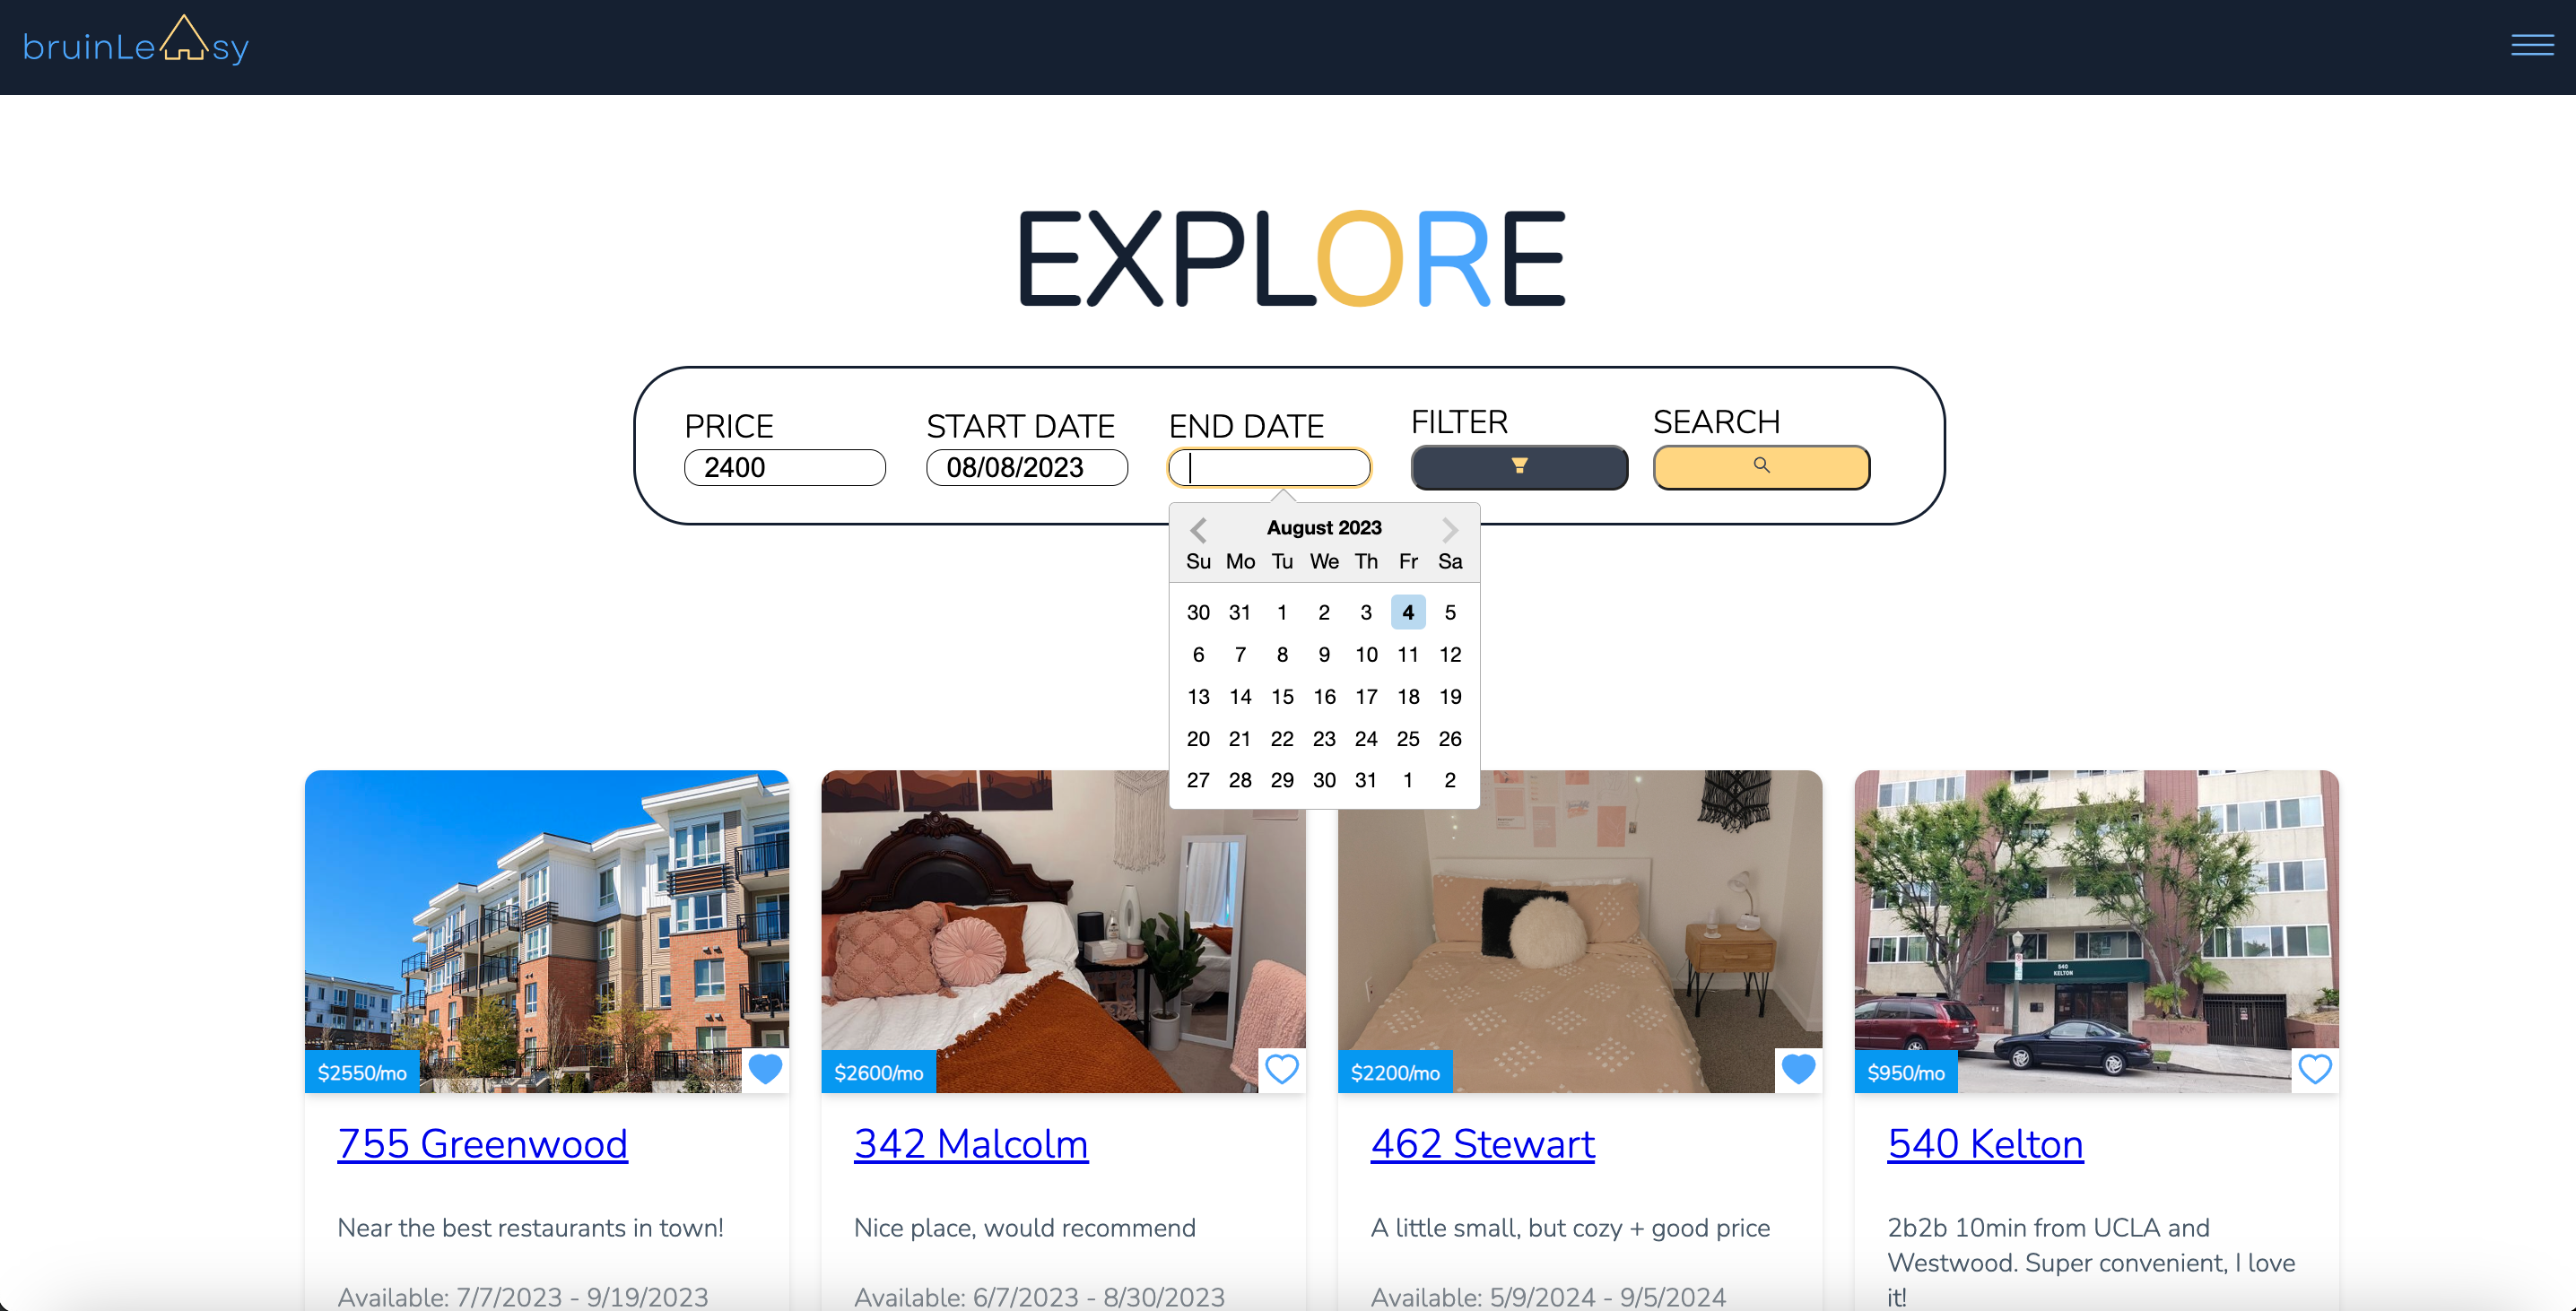 bruinLeasy
EXPLORE
PRICE
2400
START DATE
08/08/2023
END DATE
FILTER
SEARCH
August 2023
Su Mo Tu We Th Fr Sa
30 31 1 2 3 4 5
6 7 8 9 10 11 12
13 14 15 16 17 18 19
20 21 22 23 24 25 26
27 28 29 30 31 1 2
$2550/mo
755 Greenwood
Near the best restaurants in town!
Available: 7/7/2023 - 9/19/2023
$2600/mo
342 Malcolm
Nice place, would recommend
Available: 6/7/2023 - 8/30/2023
$2200/mo
462 Stewart
A little small, but cozy + good price
Available: 5/9/2024 - 9/5/2024
540
KELTON
$950/mo
540 Kelton
2b2b 10min from UCLA and
Westwood. Super convenient, I love
it!